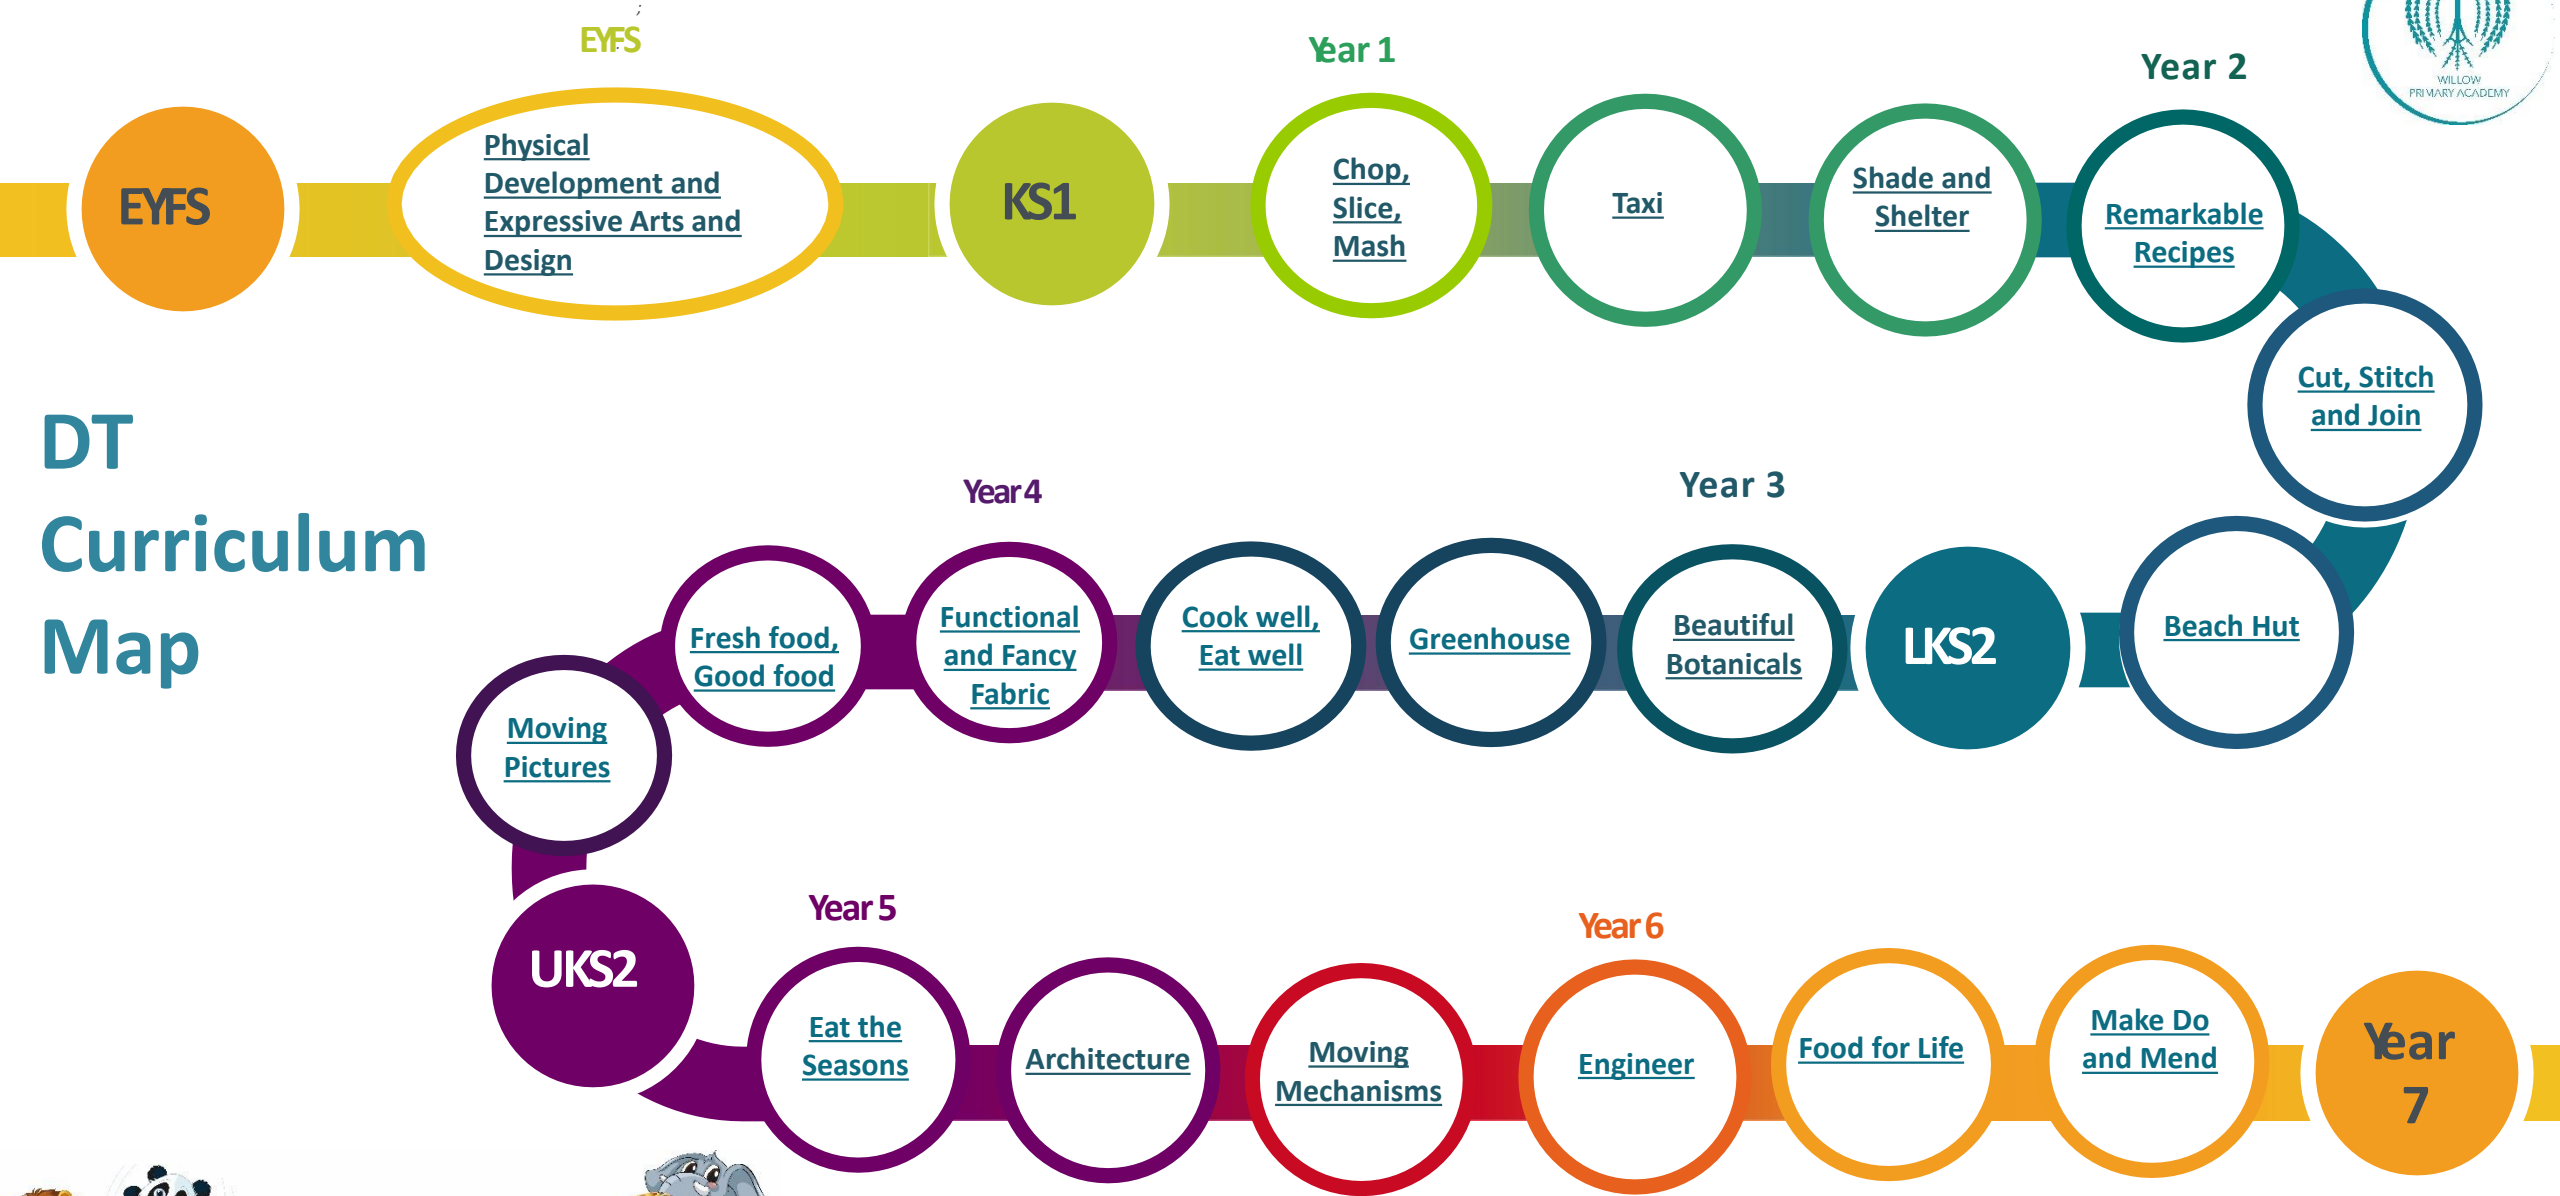 ;
EYFS
Year 1
Year 2
WILLOW
PRIMARY ACADEMY
EYFS
Physical
Development and
Expressive Arts and
Design
KS1
Chop,
Slice,
Mash
Taxi
Shade and
Shelter
Remarkable
Recipes
Cut, Stitch
and Join
DT
Curriculum
Map
Year 3
Year 4
Beach Hut
LKS2
Beautiful
Botanicals
Greenhouse
Cook well,
Eat well
Functional
and Fancy
Fabric
Fresh food,
Good food
Moving
Pictures
UKS2
Year 5
Year 6
Eat the
Seasons
Architecture
Moving
Mechanisms
Engineer
Food for Life
Make Do
and Mend
Year
7